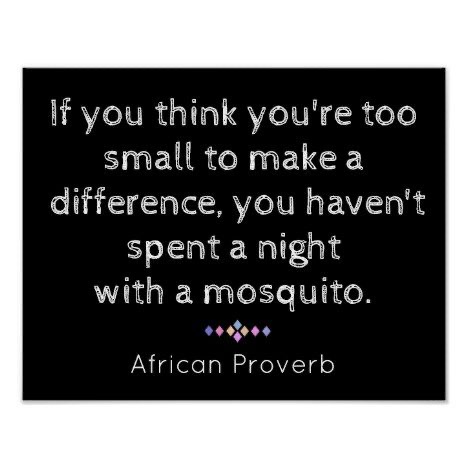 If you think you're too
small to make a
difference, you haven't
spent a night
with a mosquito.
African Proverb